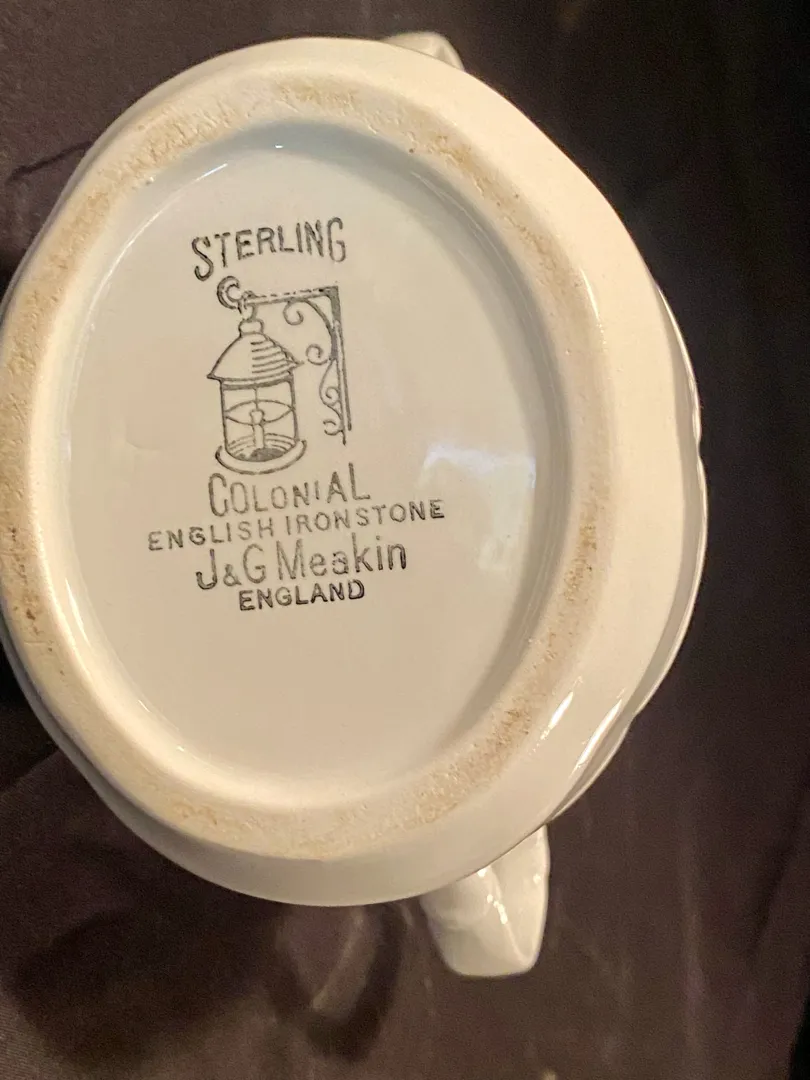 STERLING
COLONIAL
ENGLISH IRONSTONE
J&G Meakin
ENGLAND